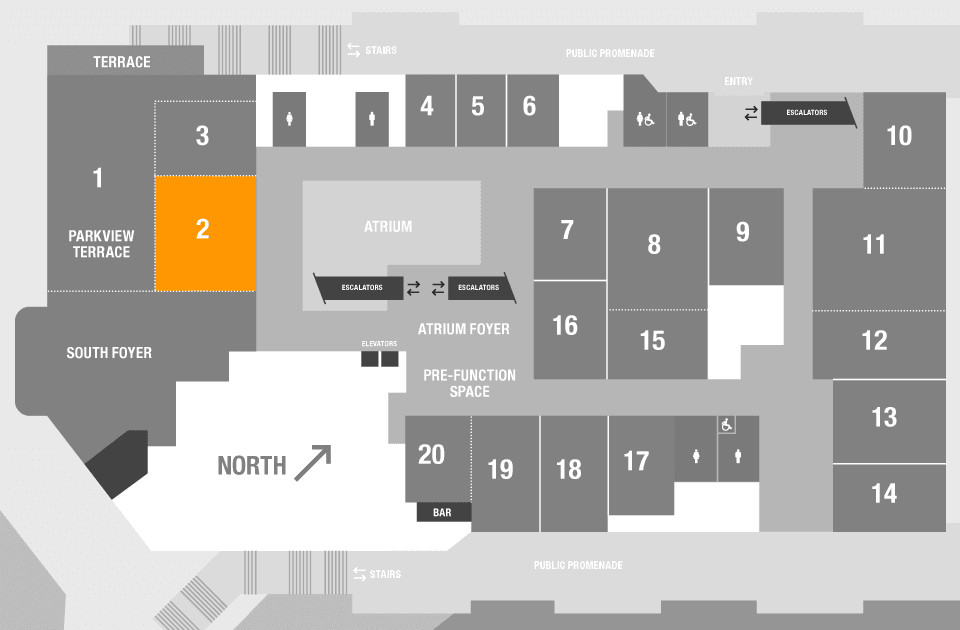 STAIRS
PUBLIC PROMENADE
TERRACE
ENTRY
ESCALATORS
4
5
6
3
10
1
2
PARKVIEW
TERRACE
ATRIUM
7
8
9
11
ESCALATORS
ESCALATORS
ATRIUM FOYER
16
15
12
ELEVATORS
SOUTH FOYER
PRE-FUNCTION
SPACE
13
20
19
18
17
14
NORTH
BAR
STAIRS
PUBLIC PROMENADE